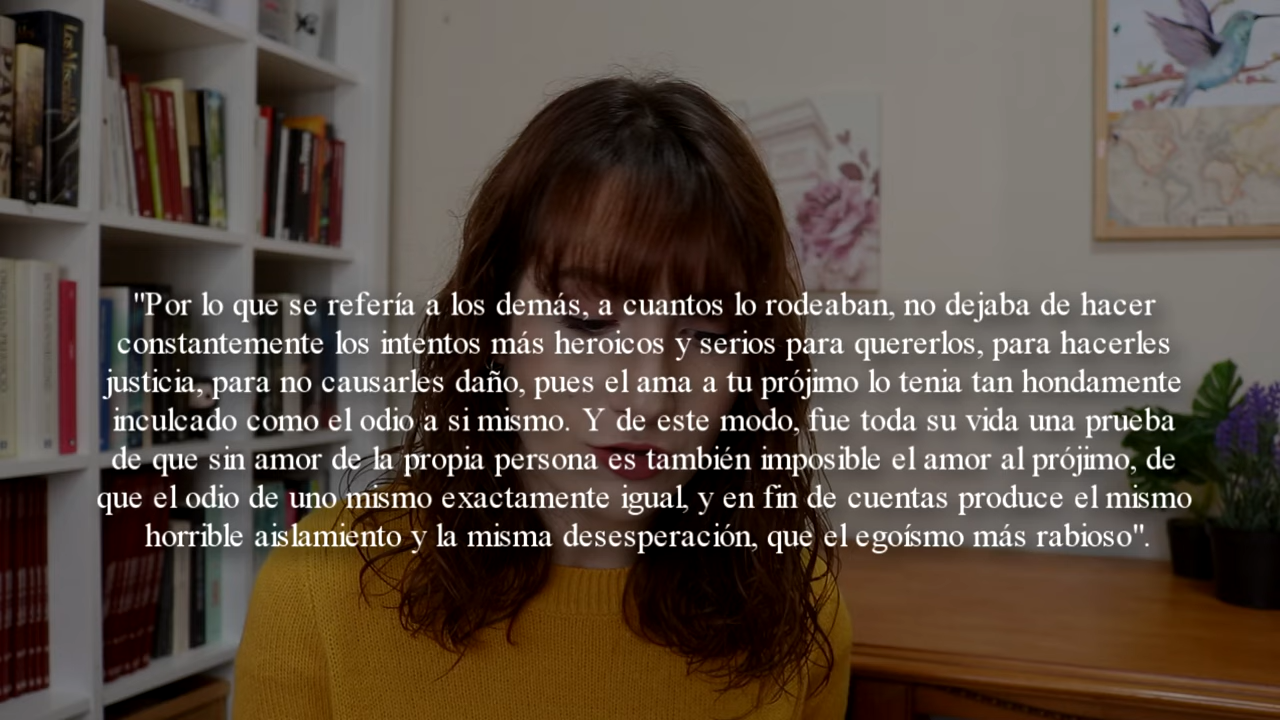 "Por lo que se refería a los demás, a cuantos lo rodeaban, no dejaba de hacer
constantemente los intentos más heroicos y serios para quererlos, para hacerles
justicia, para no causarles daño, pues el ama a tu prójimo lo tenia tan hondamente
inculcado como el odio a si mismo. Y de este modo, fue toda su vida una prueba
de que sin amor de la propia persona es también imposible el amor al prójimo, de
que el odio de uno mismo exactamente igual, y en fin de cuentas produce el mismo
horrible aislamiento y la misma desesperación, que el egoísmo más rabioso".